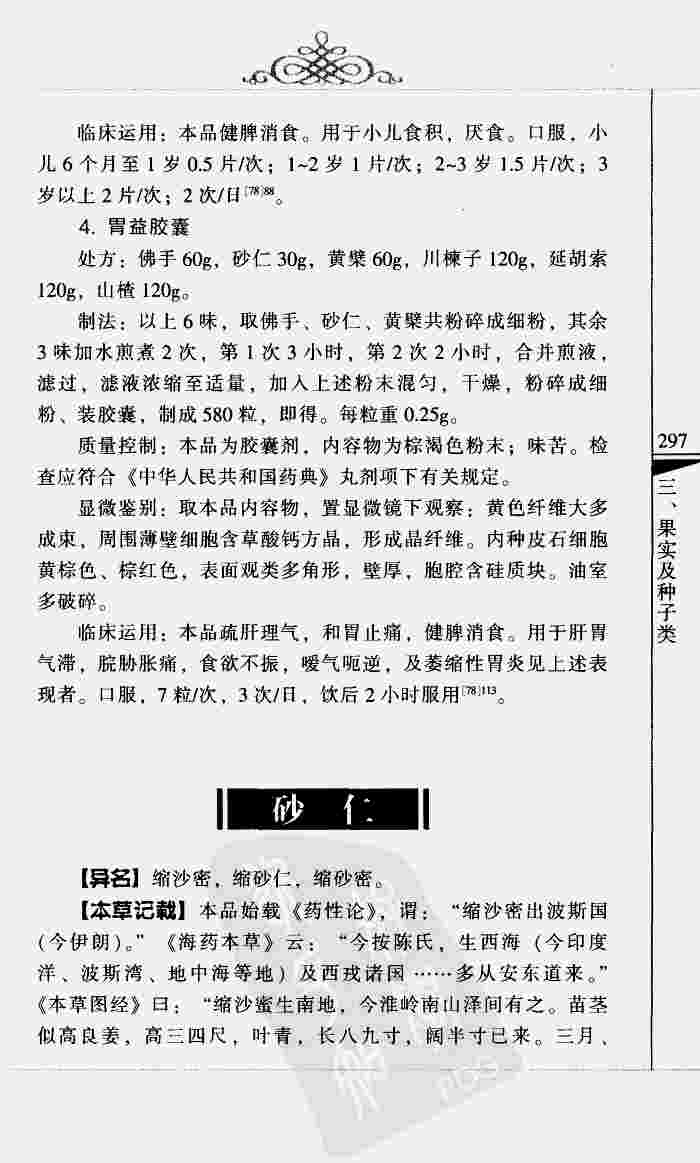 临床运用：本品健脾消食。用于小儿食积，厌食。口服，小
儿 6 个月至 1 岁 0.5 片/次；1~2 岁 1 片/次；2~3 岁 1.5 片/次；3
岁以上 2 片/次；2 次/日[78]88。
4. 胃益胶囊
处方：佛手 60g，砂仁 30g，黄檗 60g，川楝子 120g，延胡索
120g，山楂 120g。
制法：以上 6 味，取佛手、砂仁、黄檗共粉碎成细粉，其余
3 味加水煎煮 2 次，第 1 次 3 小时，第 2 次 2 小时，合并煎液，
滤过，滤液浓缩至适量，加入上述粉末混匀，干燥，粉碎成细
粉、装胶囊，制成 580 粒，即得。每粒重 0.25g。
质量控制：本品为胶囊剂，内容物为棕渴色粉末；味苦。检
查应符合《中华人民共和国药典》丸剂项下有关规定。
显微鉴别：取本品内容物，置显微镜下观察：黄色纤维大多
成束，周围薄壁细胞含草酸钙方晶，形成晶纤维。内种皮石细胞
黄棕色、棕红色，表面观类多角形，壁厚，胞腔含硅质块。油室
多破碎。
临床运用：本品疏肝理气，和胃止痛，健脾消食。用于肝胃
气滞，脘胁胀痛，食欲不振，嗳气呃逆，及萎缩性胃炎见上述表
现者。口服，7 粒/次，3 次/日，饮后 2 小时服用[78]113。
297
三、果实及种子类
砂仁
【异名】缩沙密，缩砂仁，缩砂密。
【本草记载】本品始载《药性论》，谓：“缩沙密出波斯国
(今伊朗)。”《海药本草》云：“今按陈氏，生西海（今印度
洋、波斯湾、地中海等地）及西戎诸国……多从安东道来。”
《本草图经》曰：“缩沙蜜生南地，今淮岭南山泽间有之。苗茎
似高良姜，高三四尺，叶青，长八九寸，阔半寸已来。三月、